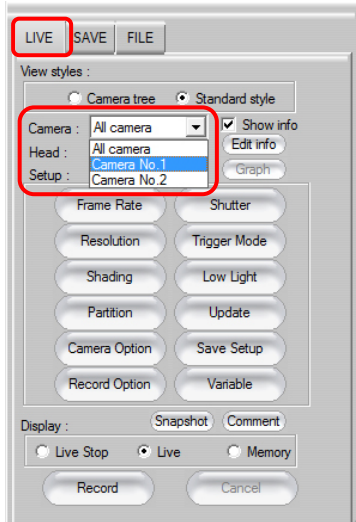 LIVE SAVE FILE
View styles :
Camera tree Standard style
Camera : All camera Show info
Head : All camera Edit info
Camera No.1
Setup : Camera No.2 Graph
Frame Rate Shutter
Resolution Trigger Mode
Shading Low Light
Partition Update
Camera Option Save Setup
Record Option Variable
Display : Snapshot Comment
Live Stop Live Memory
Record Cancel